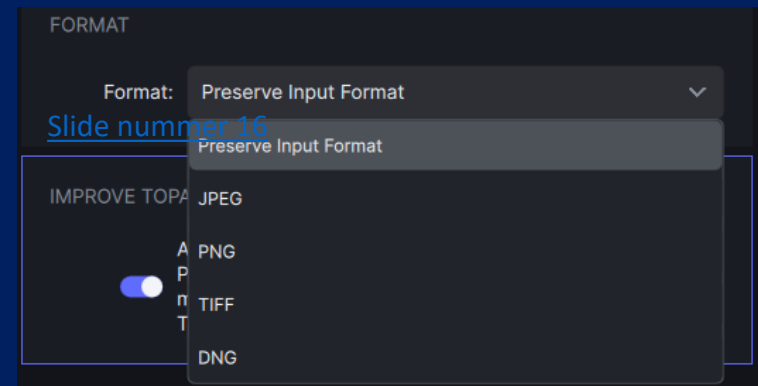 FORMAT
Format: Preserve Input Format
Slide nummer 16
Preserve Input Format
IMPROVE TOPA
JPEG
A
PNG
P
m
TIFF
T
DNG